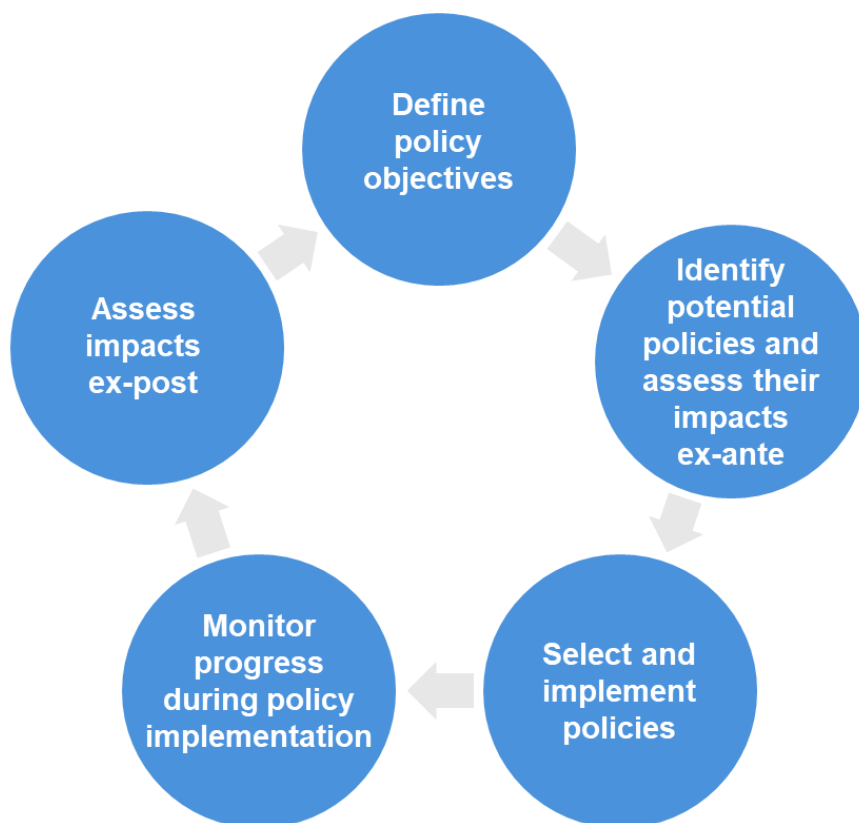 Define
policy
objectives
Identify
potential
policies and
assess their
impacts
ex-ante
Select and
implement
policies
Monitor
progress
during policy
implementation
Assess
impacts
ex-post